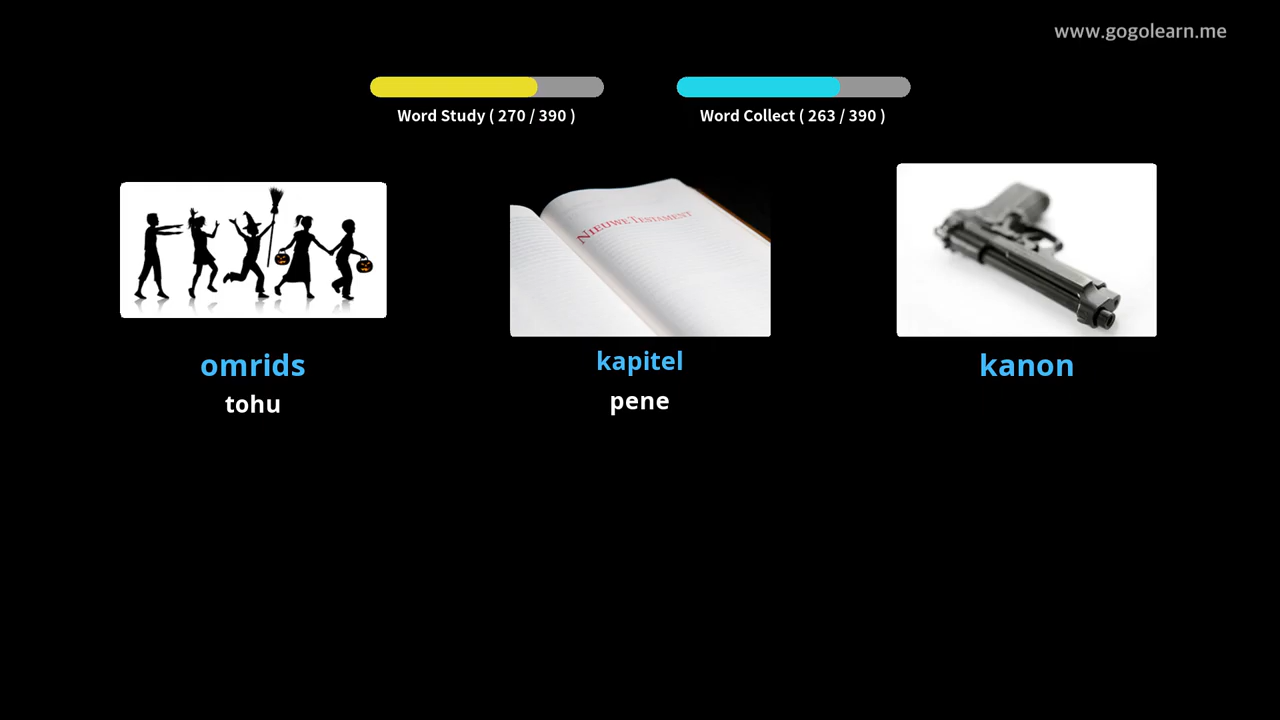 www.gogolearn.me
Word Study ( 270 / 390 )
Word Collect ( 263 / 390 )
NIEUWE TESTAMENT
omrids
tohu
kapitel
pene
kanon